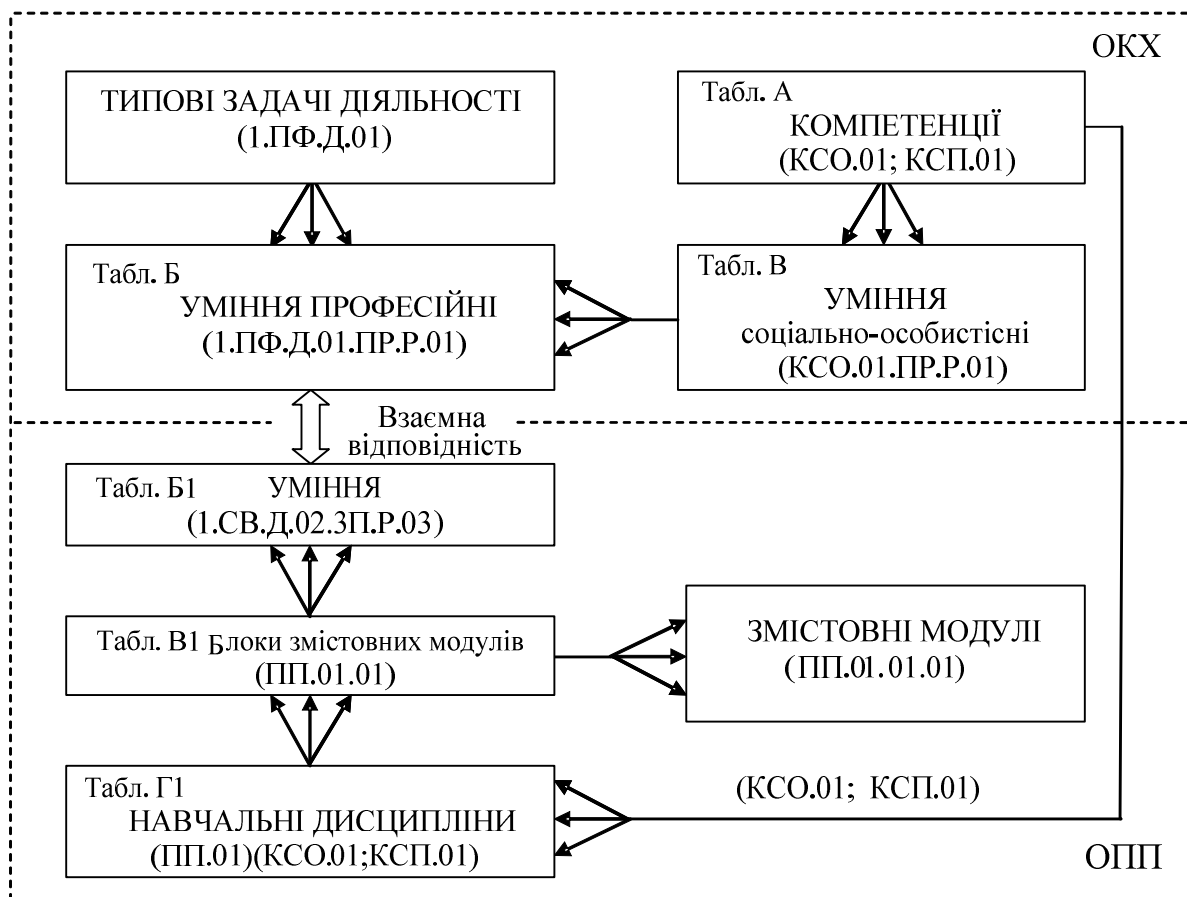 ОКХ
ТИПОВІ ЗАДАЧІ ДІЯЛЬНОСТІ
(1.ПФ.Д.01)
Табл. А
КОМПЕТЕНЦІЇ
(КСО.01; КСП.01)
Табл. Б
УМІННЯ ПРОФЕСІЙНІ
(1.ПФ.Д.01.ПР.Р.01)
Табл. В
УМІННЯ
соціально-особистісні
(КСО.01.ПР.Р.01)
Взаємна
відповідність
Табл. Б1 УМІННЯ
(1.СВ.Д.02.ЗП.Р.03)
Табл. В1 Блоки змістовних модулів
(ПП.01.01)
ЗМІСТОВНІ МОДУЛІ
(ПП.01.01.01)
Табл. Г1
НАВЧАЛЬНІ ДИСЦИПЛІНИ
(ПП.01)(КСО.01;КСП.01)
(КСО.01; КСП.01)
ОПП